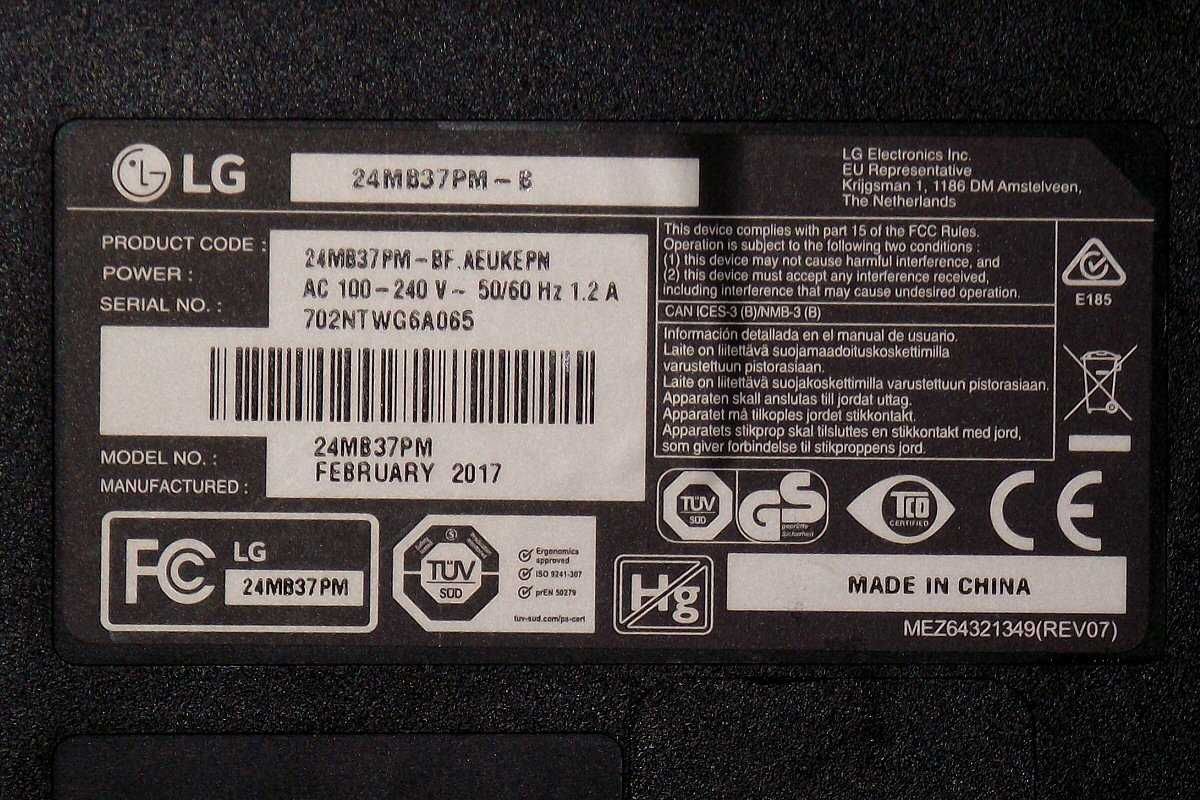 LG
24MB37PM-B
LG Electronics Inc.
EU Representative
Krijgsman 1, 1186 DM Amstelveen,
The Netherlands
PRODUCT CODE : 24MB37PM-BF.AEUKEPN
POWER : AC 100-240 V~ 50/60 Hz 1.2 A
SERIAL NO. : 702NTWG6A065
MODEL NO. : 24MB37PM
MANUFACTURED : FEBRUARY 2017
This device complies with part 15 of the FCC Rules.
Operation is subject to the following two conditions :
(1) this device may not cause harmful interference, and
(2) this device must accept any interference received,
including interference that may cause undesired operation.
CAN ICES-3 (B)/NMB-3 (B)
Información detallada en el manual de usuario.
Laite on liitettävä suojamaadoituskoskettimilla
varustetuun pistorasiaan.
Laite on liitettävä suojakoskettimilla varustettuun pistorasiaan.
Apparaten skall anslutas till jordat uttag.
Apparatet må tilkoples jordet stikkontakt.
Apparatets stikprop skal tilsluttes en stikkontakt med jord,
som giver forbindelse til stikproppens jord.
E185
FC LG
24MB37PM
TÜV
SÜD
Ergonomics
approved
ISO 9241-307
prEN 50279
tuv-sud.com/ps-cert
Hg
TÜV
SÜD
GS
geprüfte
Sicherheit
TCO
CERTIFIED
CE
MADE IN CHINA
MEZ64321349(REV07)